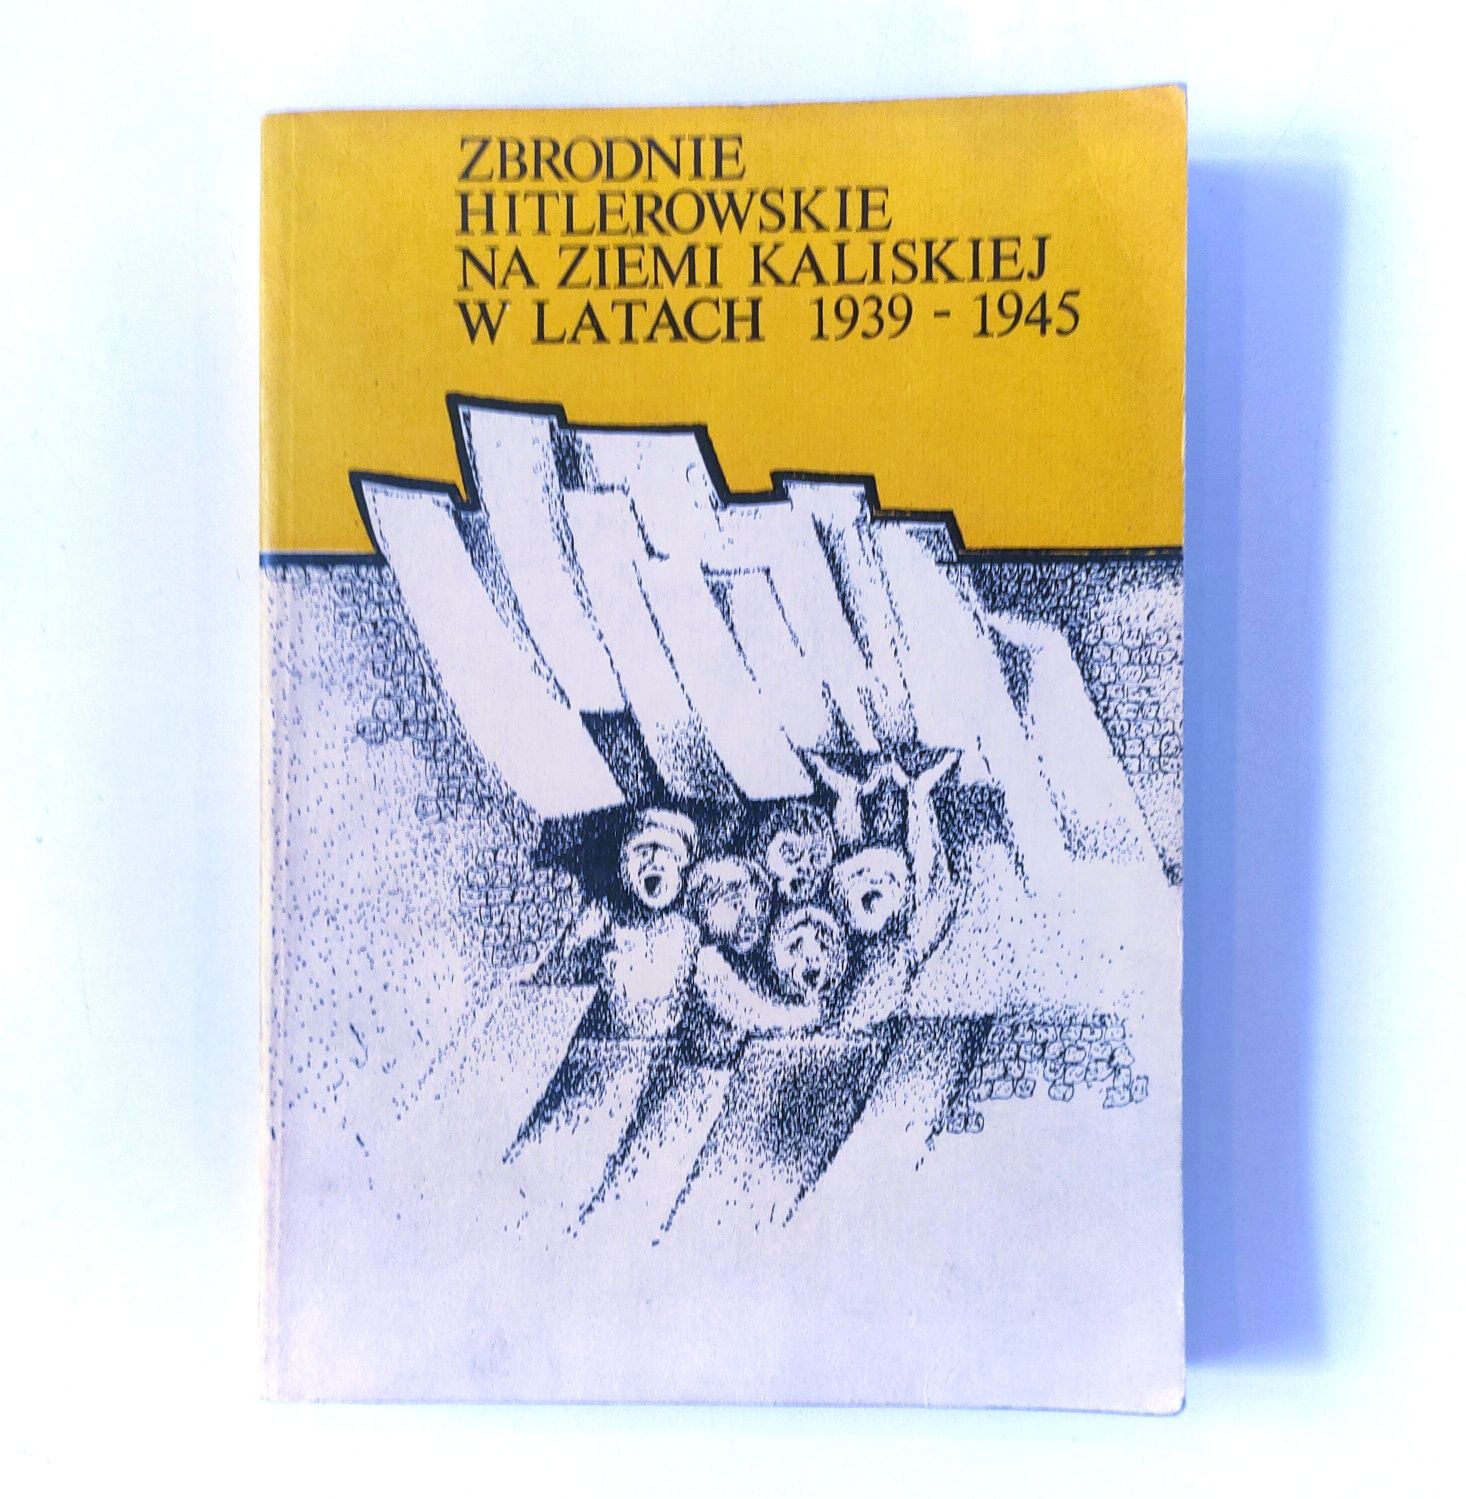 ZBRODNIE
HITLEROWSKIE
NA ZIEMI KALISKIEJ
W LATACH 1939 - 1945